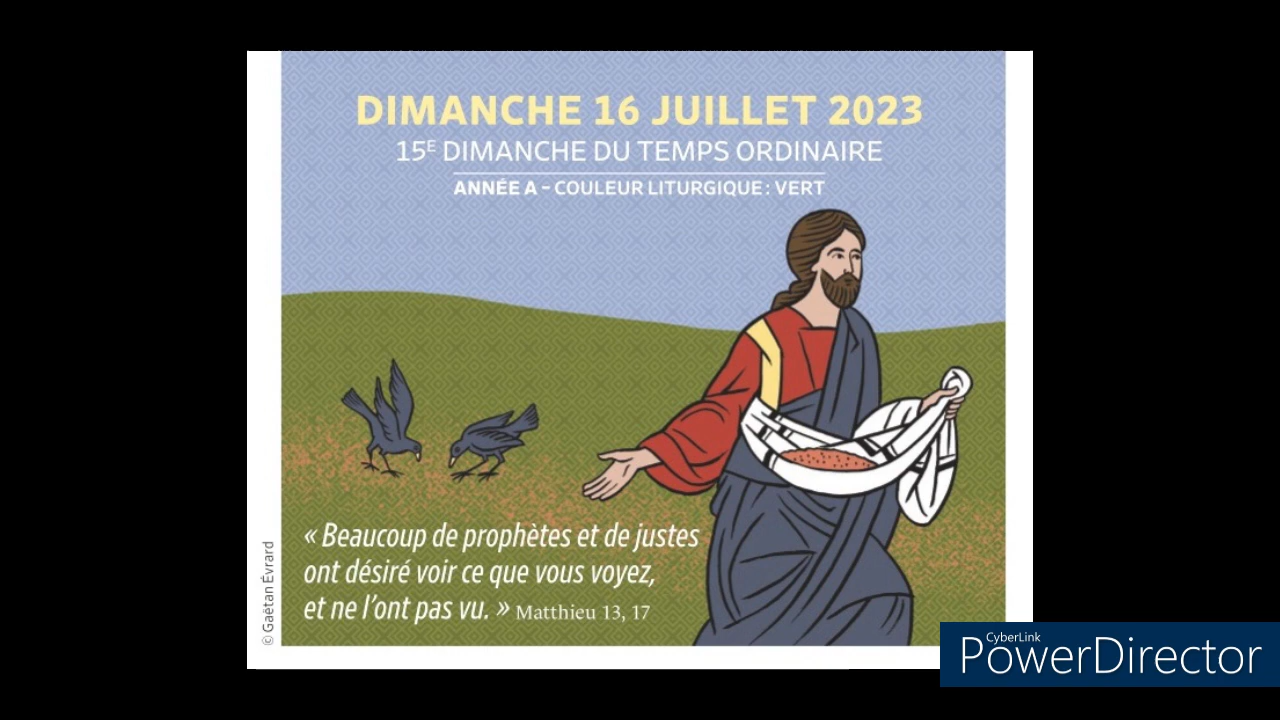 DIMANCHE 16 JUILLET 2023
15E DIMANCHE DU TEMPS ORDINAIRE
ANNÉE A – COULEUR LITURGIQUE : VERT
« Beaucoup de prophètes et de justes
ont désiré voir ce que vous voyez,
et ne l'ont pas vu. » Matthieu 13, 17
© Gaëtan Évrard
CyberLink
PowerDirector